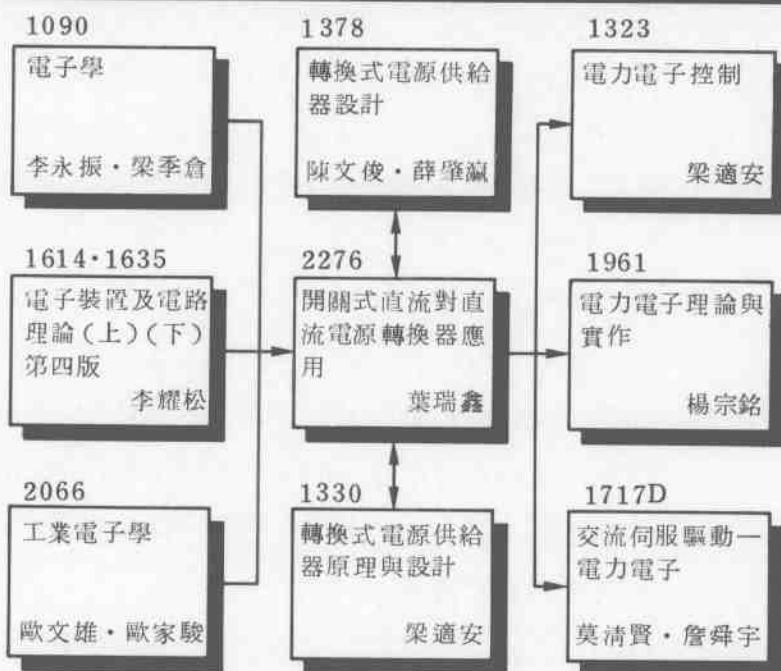 1090
電子學
李永振・梁季倉
1378
轉換式電源供給
器設計
陳文俊・薛肇瀛
1323
電力電子控制
梁適安
1614・1635
電子裝置及電路
理論(上)(下)
第四版
李耀松
2276
開關式直流對直
流電源轉換器應
用
葉瑞鑫
1961
電力電子理論與
實作
楊宗銘
2066
工業電子學
歐文雄・歐家駿
1330
轉換式電源供給
器原理與設計
梁適安
1717D
交流伺服驅動—
電力電子
莫清賢・詹舜宇